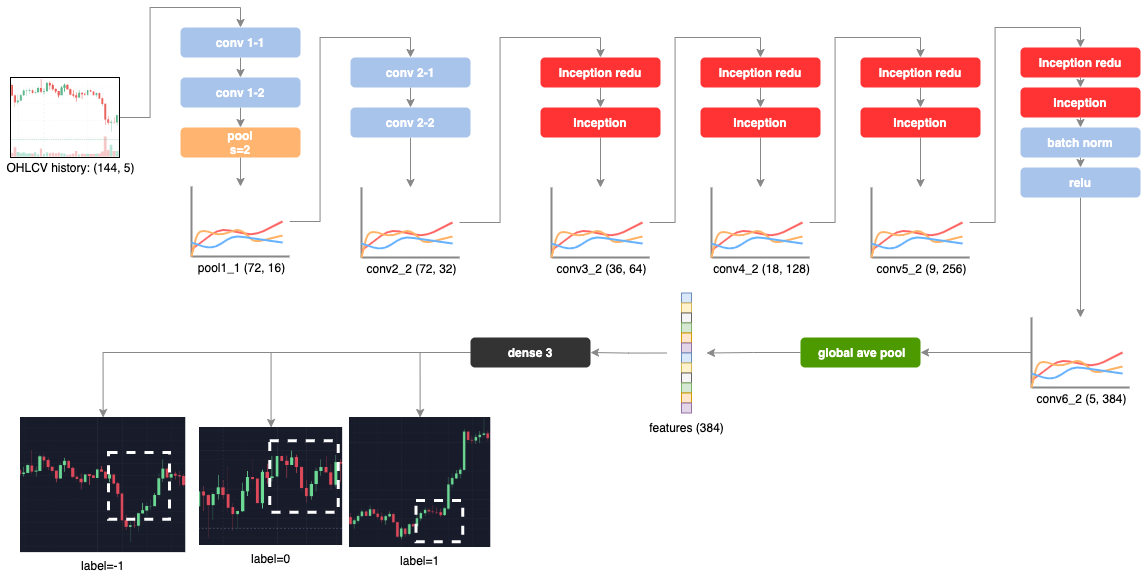 OHLCV history: (144, 5)
conv 1-1
conv 1-2
pool
s=2
pool1_1 (72, 16)
conv 2-1
conv 2-2
conv2_2 (72, 32)
Inception redu
Inception
conv3_2 (36, 64)
Inception redu
Inception
conv4_2 (18, 128)
Inception redu
Inception
conv5_2 (9, 256)
Inception redu
Inception
batch norm
relu
conv6_2 (5, 384)
global ave pool
features (384)
dense 3
label=-1
label=0
label=1